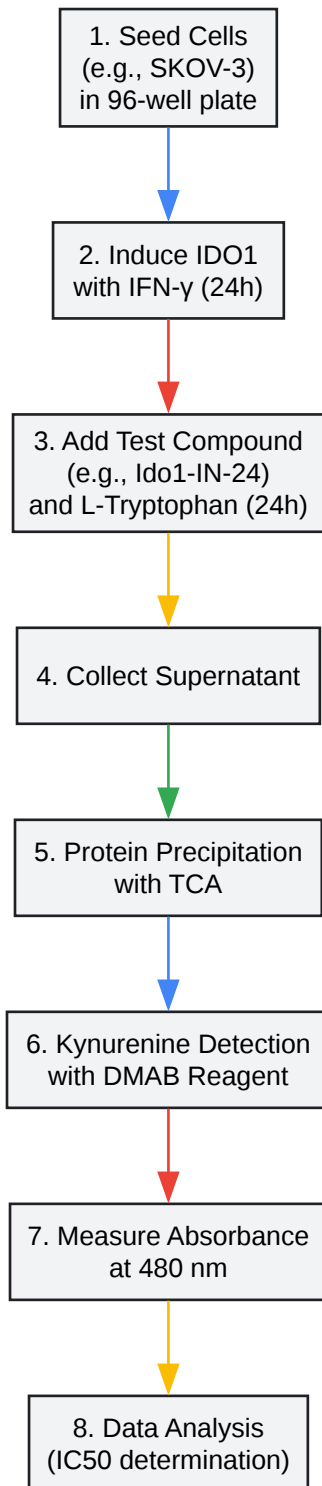 1. Seed Cells
(e.g., SKOV-3)
in 96-well plate
2. Induce IDO1
with IFN-γ (24h)
3. Add Test Compound
(e.g., Ido1-IN-24)
and L-Tryptophan (24h)
4. Collect Supernatant
5. Protein Precipitation
with TCA
6. Kynurenine Detection
with DMAB Reagent
7. Measure Absorbance
at 480 nm
8. Data Analysis
(IC50 determination)